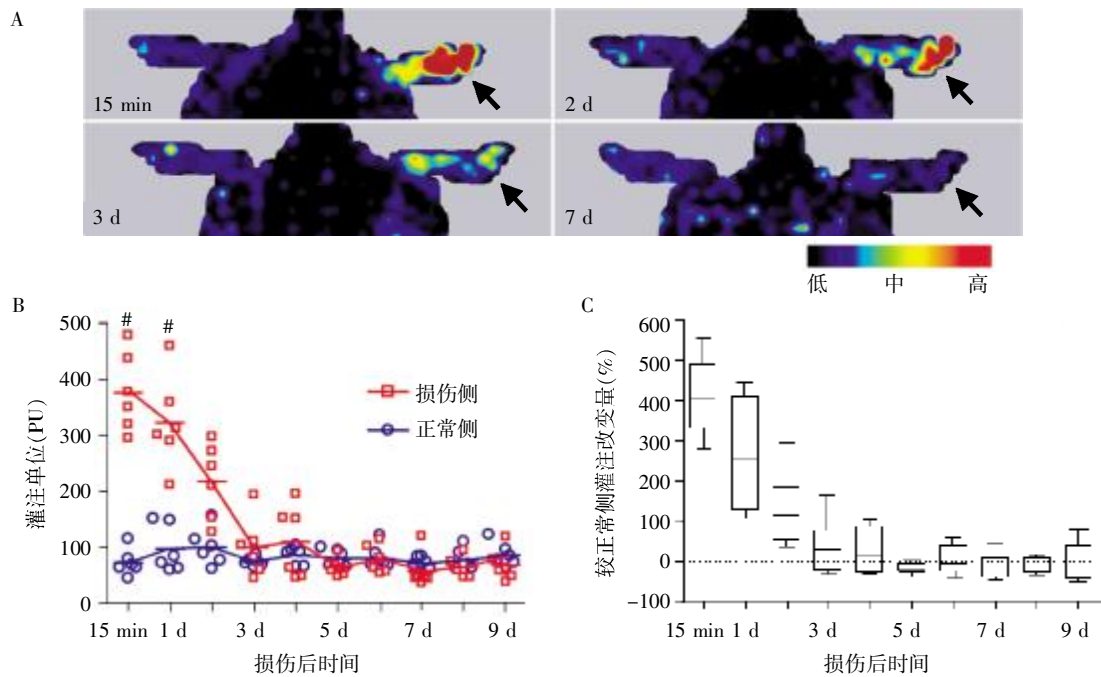 A
15 min
2 d
3 d
7 d
低 中 高
B
灌注单位(PU)
500
400
300
200
100
0
# #
损伤侧
正常侧
15 min 1 d 3 d 5 d 7 d 9 d
损伤后时间
C
较正常侧灌注改变量(%)
600
500
400
300
200
100
0
-100
15 min 1 d 3 d 5 d 7 d 9 d
损伤后时间